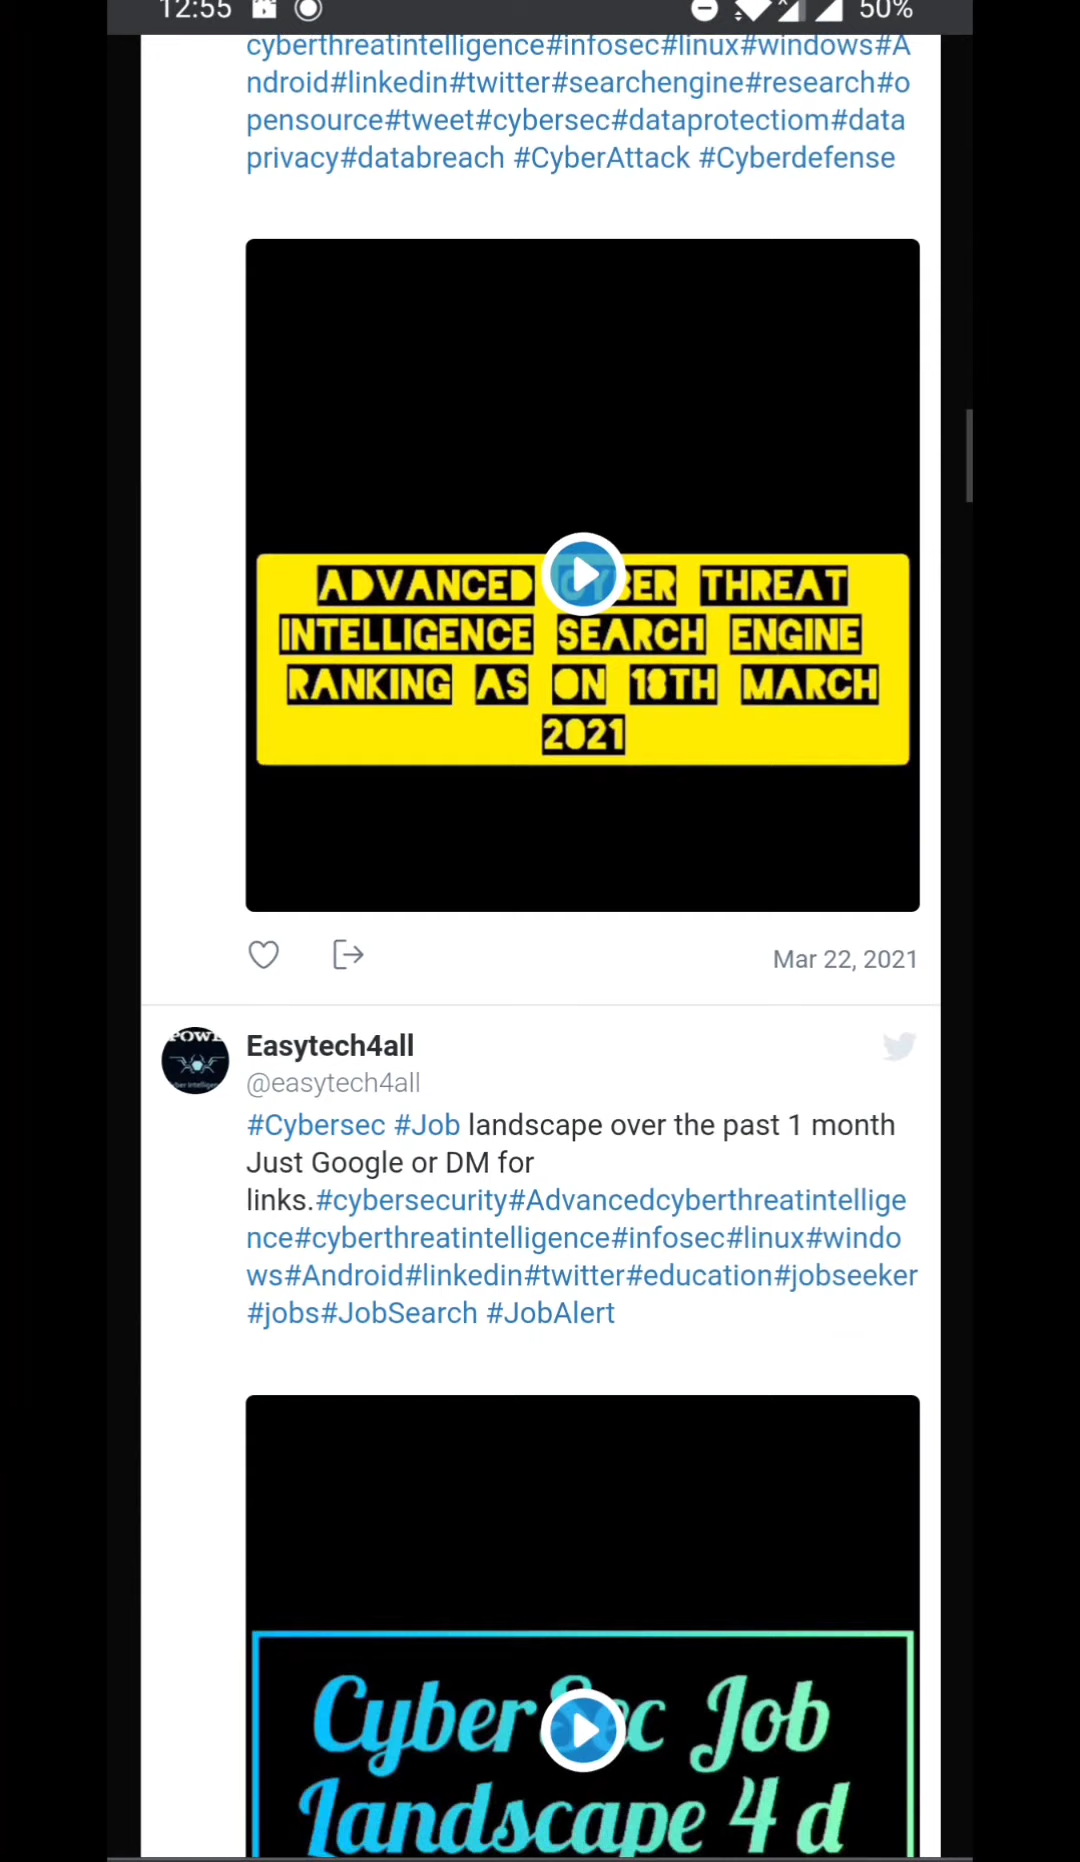 12:55
50%
cyberthreatintelligence#infosec#linux#windows#A
ndroid#linkedin#twitter#searchengine#research#o
pensource#tweet#cybersec#dataprotectiom#data
privacy#databreach #CyberAttack #Cyberdefense
ADVANCED CYBER THREAT
INTELLIGENCE SEARCH ENGINE
RANKING AS ON 18TH MARCH
2021
Mar 22, 2021
Easytech4all
@easytech4all
#Cybersec #Job landscape over the past 1 month
Just Google or DM for
links.#cybersecurity#Advancedcyberthreatintellige
nce#cyberthreatintelligence#infosec#linux#windo
ws#Android#linkedin#twitter#education#jobseeker
#jobs#JobSearch #JobAlert
CyberSec Job
Landscape 4 d